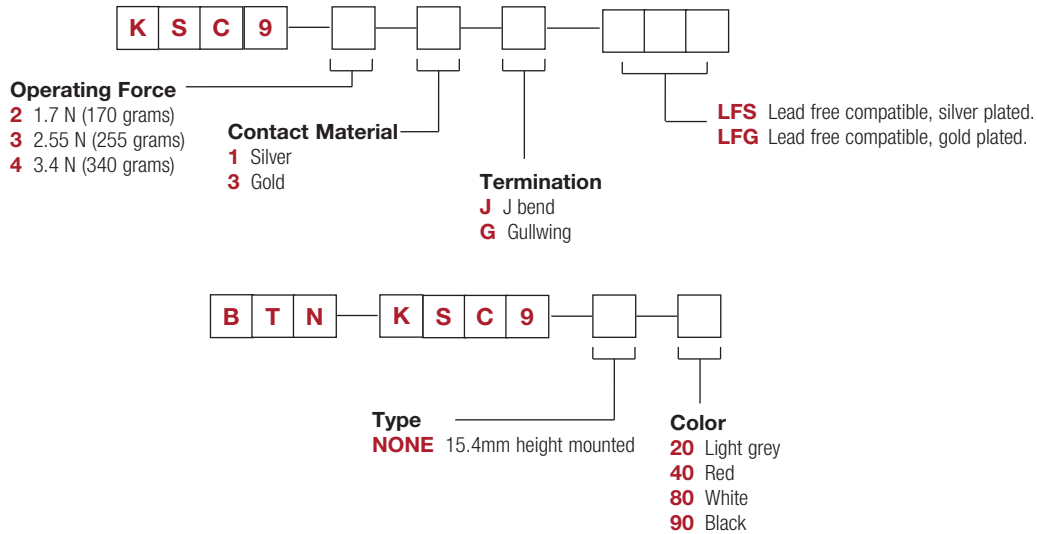 K S C 9
Operating Force
2 1.7 N (170 grams)
3 2.55 N (255 grams)
4 3.4 N (340 grams)
Contact Material
1 Silver
3 Gold
Termination
J J bend
G Gullwing
LFS Lead free compatible, silver plated.
LFG Lead free compatible, gold plated.
B T N K S C 9
Type
NONE 15.4mm height mounted
Color
20 Light grey
40 Red
80 White
90 Black